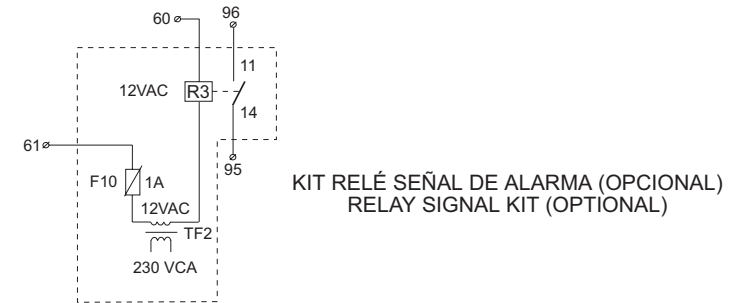 60
96
11
12VAC
R3
14
61
95
F10
1A
12VAC
TF2
230 VCA
KIT RELÉ SEÑAL DE ALARMA (OPCIONAL)
RELAY SIGNAL KIT (OPTIONAL)